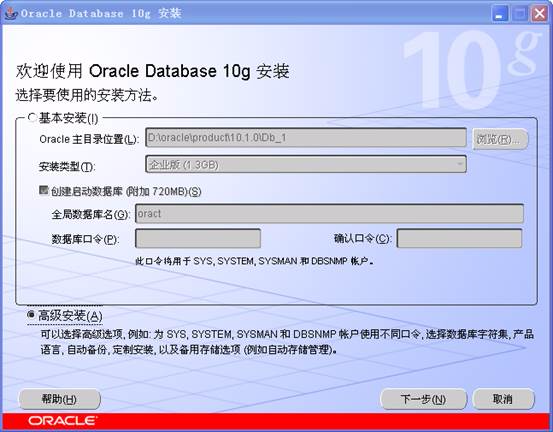 Oracle Database 10g 安装
10g
欢迎使用 Oracle Database 10g 安装
选择要使用的安装方法。
基本安装(I)
Oracle 主目录位置(L): D:\oracle\product\10.1.0\Db_1 浏览(R)...
安装类型(T): 企业版 (1.3GB)
创建启动数据库 (附加 720MB)(S)
全局数据库名(G): oract
数据库口令(P): 确认口令(C):
此口令将用于 SYS, SYSTEM, SYSMAN 和 DBSNMP 帐户。
高级安装(A)
可以选择高级选项, 例如: 为 SYS, SYSTEM, SYSMAN 和 DBSNMP 帐户使用不同口令, 选择数据库字符集, 产品
语言, 自动备份, 定制安装, 以及备用存储选项 (例如自动存储管理)。
帮助(H) 下一步(N) 取消
ORACLE